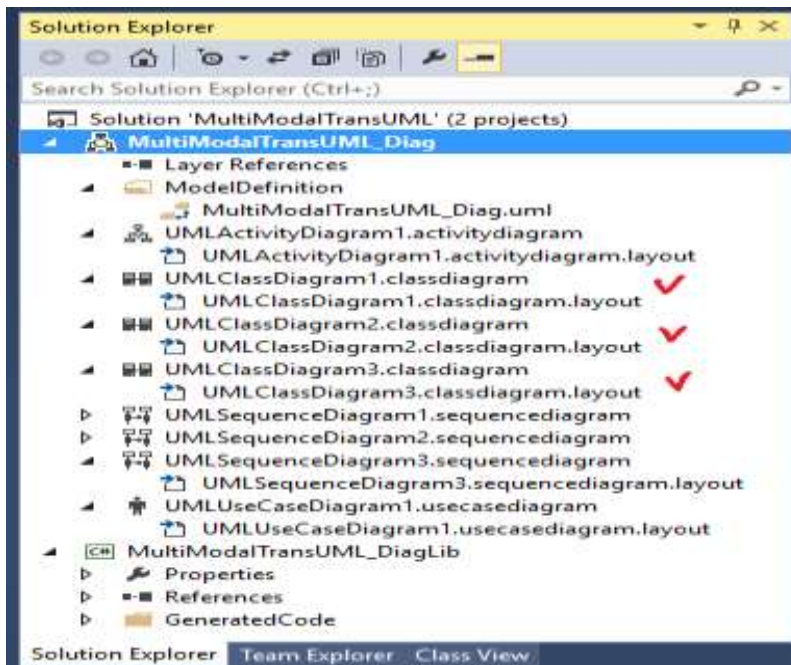 Solution Explorer
Search Solution Explorer (Ctrl+;)
Solution 'MultiModalTransUML' (2 projects)
MultiModalTransUML_Diag
Layer References
ModelDefinition
MultiModalTransUML_Diag.uml
UMLActivityDiagram1.activitydiagram
UMLActivityDiagram1.activitydiagram.layout
UMLClassDiagram1.classdiagram
UMLClassDiagram1.classdiagram.layout
UMLClassDiagram2.classdiagram
UMLClassDiagram2.classdiagram.layout
UMLClassDiagram3.classdiagram
UMLClassDiagram3.classdiagram.layout
UMLSequenceDiagram1.sequencediagram
UMLSequenceDiagram2.sequencediagram
UMLSequenceDiagram3.sequencediagram
UMLSequenceDiagram3.sequencediagram.layout
UMLUseCaseDiagram1.usecasediagram
UMLUseCaseDiagram1.usecasediagram.layout
C# MultiModalTransUML_DiagLib
Properties
References
GeneratedCode
Solution Explorer Team Explorer Class View